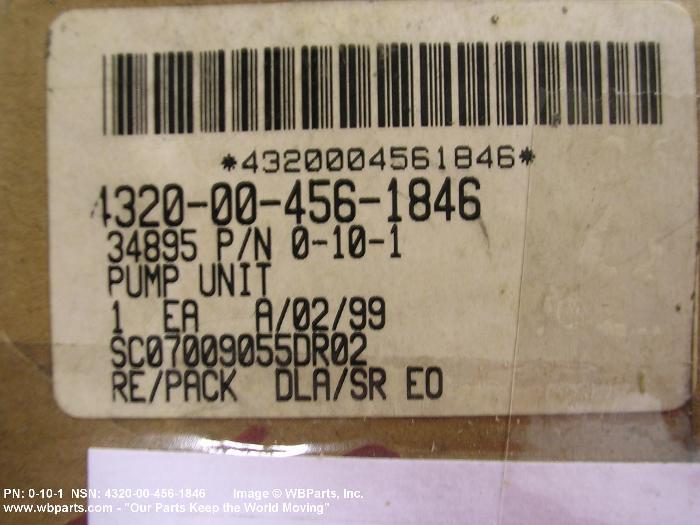 *4320004561846*
4320-00-456-1846
34895 P/N 0-10-1
PUMP UNIT
1 EA A/02/99
SC07009055DR02
RE/PACK DLA/SR EO
PN: 0-10-1 NSN: 4320-00-456-1846 Image © WBParts, Inc.
www.wbparts.com - "Our Parts Keep the World Moving"